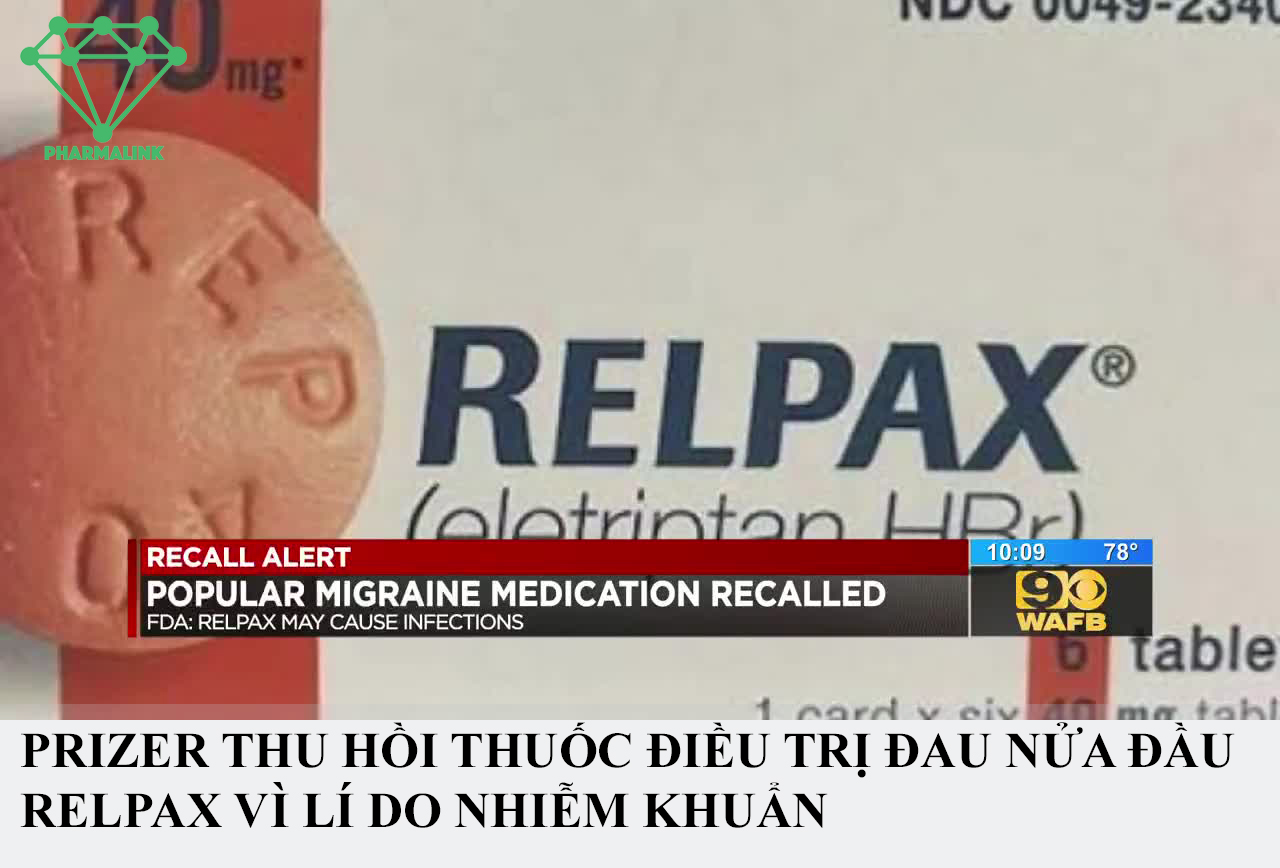 NDC 0049-2340
40 mg*
PHARMALINK
REP
RELPAX®
(eletriptan HBr)
RECALL ALERT
10:09 78°
POPULAR MIGRAINE MEDICATION RECALLED
FDA: RELPAX MAY CAUSE INFECTIONS
9
WAFB
6 table
1 card x six 40 mg tabl
PRIZER THU HỒI THUỐC ĐIỀU TRỊ ĐAU NỬA ĐẦU
RELPAX VÌ LÍ DO NHIỄM KHUẨN